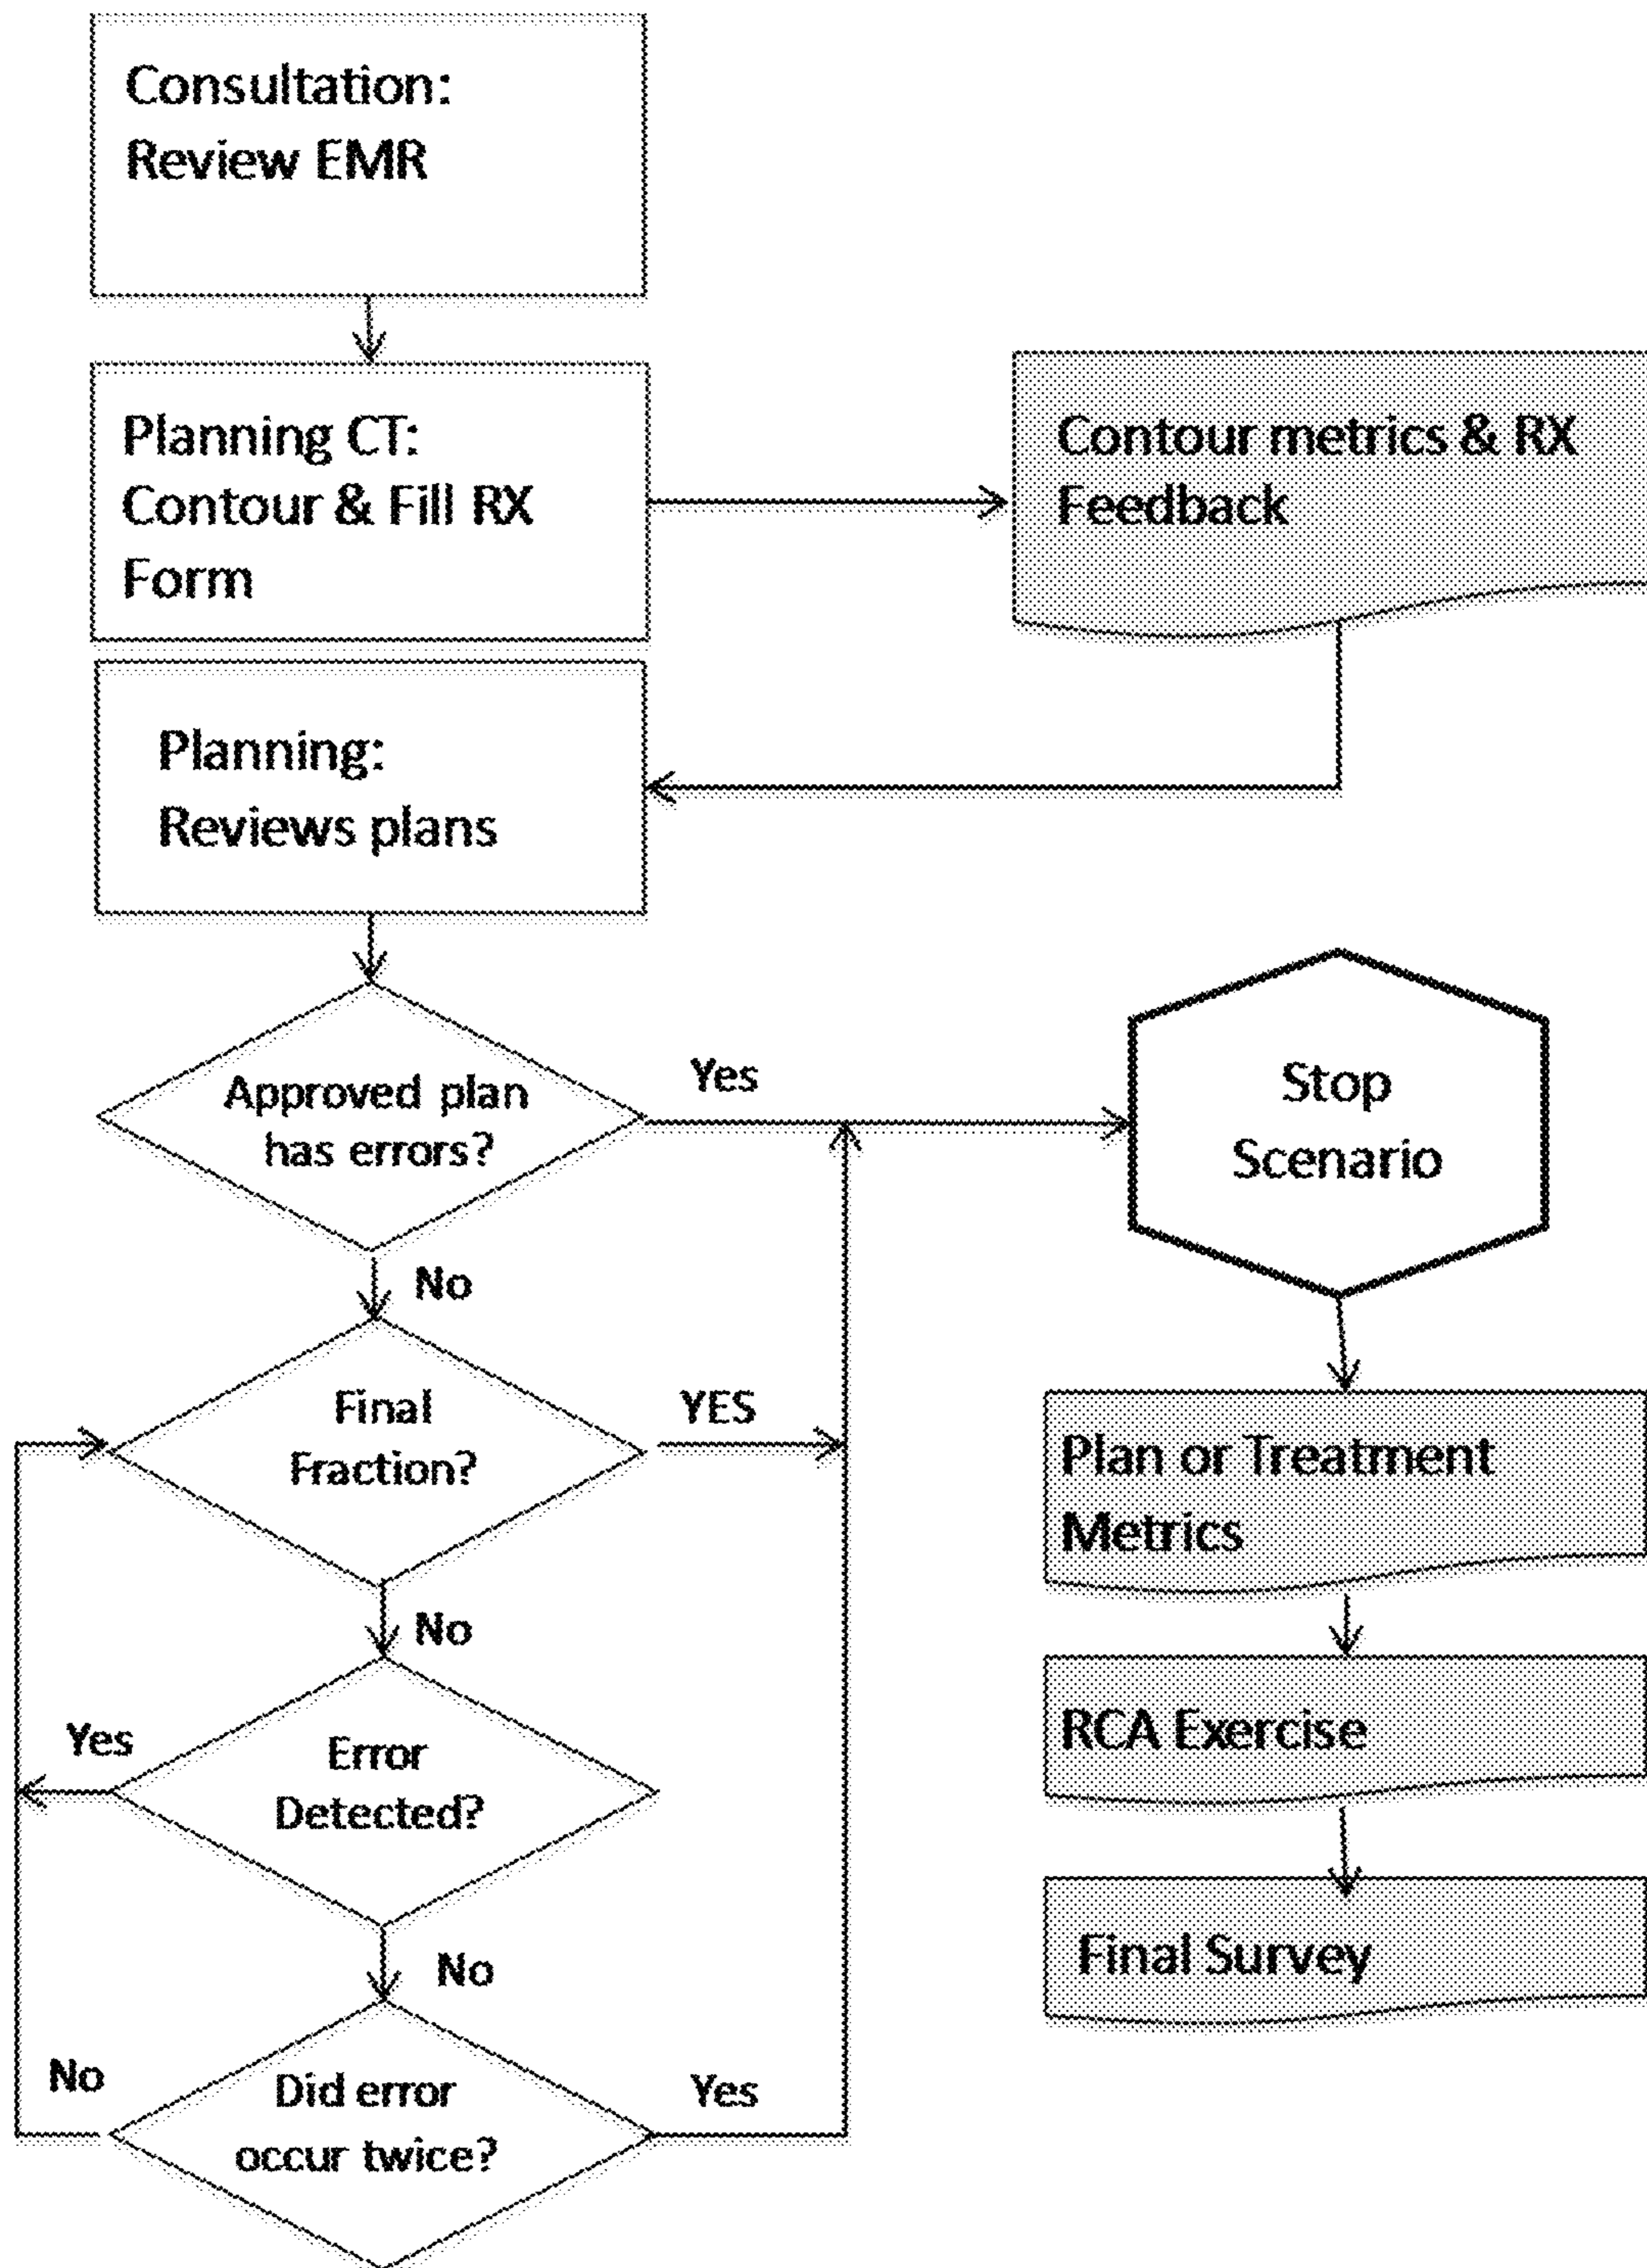 Consultation:
Review EMR
Planning CT:
Contour & Fill RX
Form
Contour metrics & RX
Feedback
Planning:
Reviews plans
Approved plan
has errors?
Yes
Stop
Scenario
No
Final
Fraction?
YES
Plan or Treatment
Metrics
No
Error
Detected?
Yes
RCA Exercise
No
Final Survey
Did error
occur twice?
No
Yes